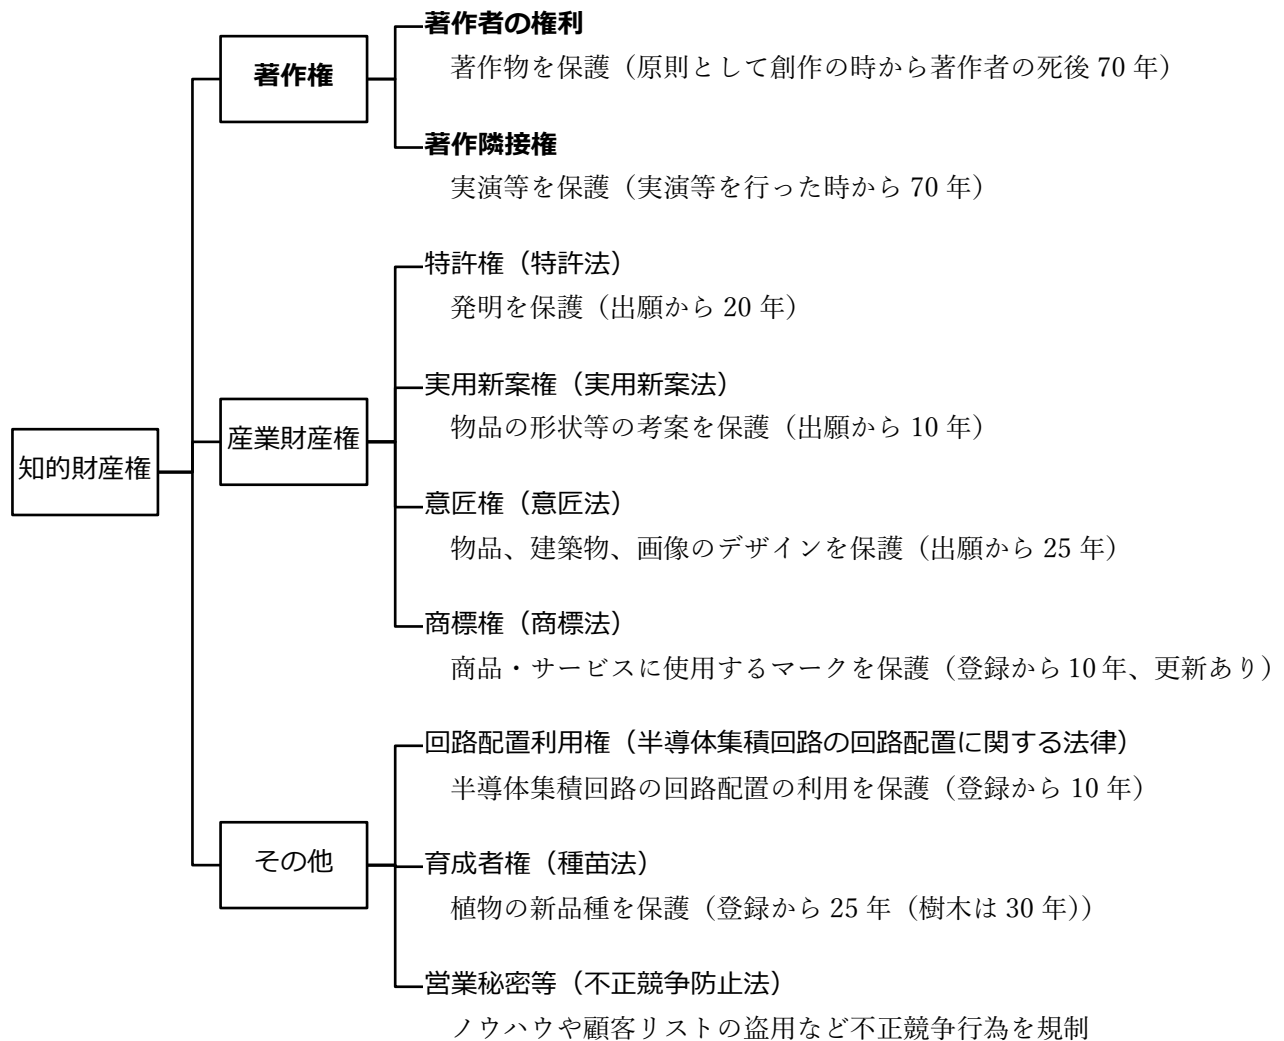 知的財産権
著作権
著作者の権利
著作物を保護（原則として創作の時から著作者の死後 70 年）
著作隣接権
実演等を保護（実演等を行った時から 70 年）
産業財産権
特許権（特許法）
発明を保護（出願から 20 年）
実用新案権（実用新案法）
物品の形状等の考案を保護（出願から 10 年）
意匠権（意匠法）
物品、建築物、画像のデザインを保護（出願から 25 年）
商標権（商標法）
商品・サービスに使用するマークを保護（登録から 10 年、更新あり）
その他
回路配置利用権（半導体集積回路の回路配置に関する法律）
半導体集積回路の回路配置の利用を保護（登録から 10 年）
育成者権（種苗法）
植物の新品種を保護（登録から 25 年（樹木は 30 年））
営業秘密等（不正競争防止法）
ノウハウや顧客リストの盗用など不正競争行為を規制